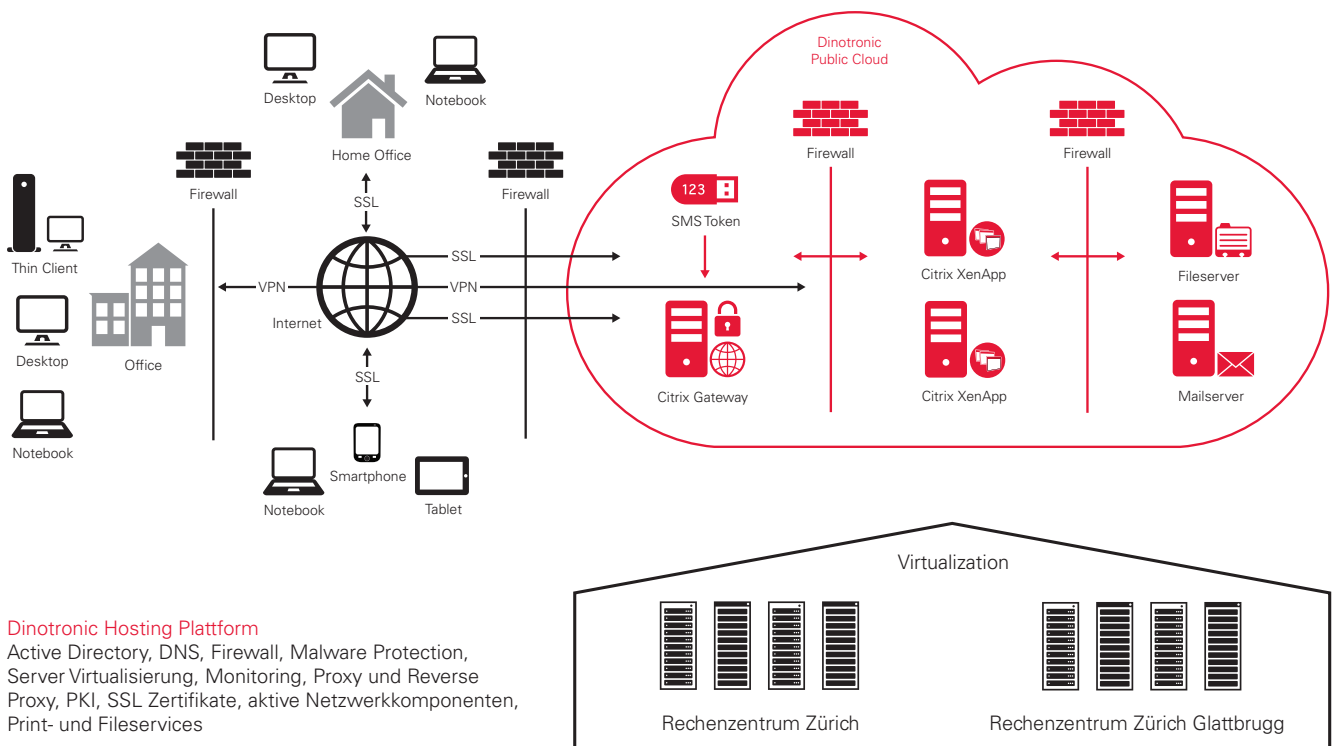 Dinotronic
Public Cloud
Desktop
Notebook
Home Office
Firewall
Firewall
Firewall
Firewall
SSL
123
SMS Token
Thin Client
Office
Desktop
Notebook
VPN
Internet
SSL
VPN
SSL
SSL
Citrix Gateway
Citrix XenApp
Citrix XenApp
Fileserver
Mailserver
Smartphone
Notebook
Tablet
Virtualization
Rechenzentrum Zürich
Rechenzentrum Zürich Glattbrugg
Dinotronic Hosting Plattform
Active Directory, DNS, Firewall, Malware Protection,
Server Virtualisierung, Monitoring, Proxy und Reverse
Proxy, PKI, SSL Zertifikate, aktive Netzwerkkomponenten,
Print- und Fileservices